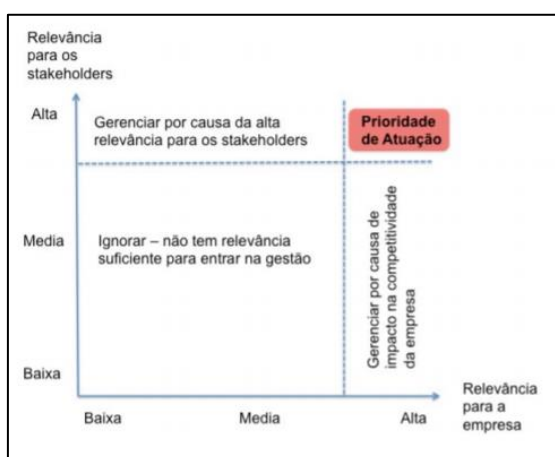 Relevância
para os
stakeholders
Alta
Gerenciar por causa da alta
relevância para os stakeholders
Prioridade
de Atuação
Media
Ignorar – não tem relevância
suficiente para entrar na gestão
Gerenciar por causa de
impacto na competitividade
da empresa
Baixa
Baixa
Media
Alta
Relevância
para a
empresa